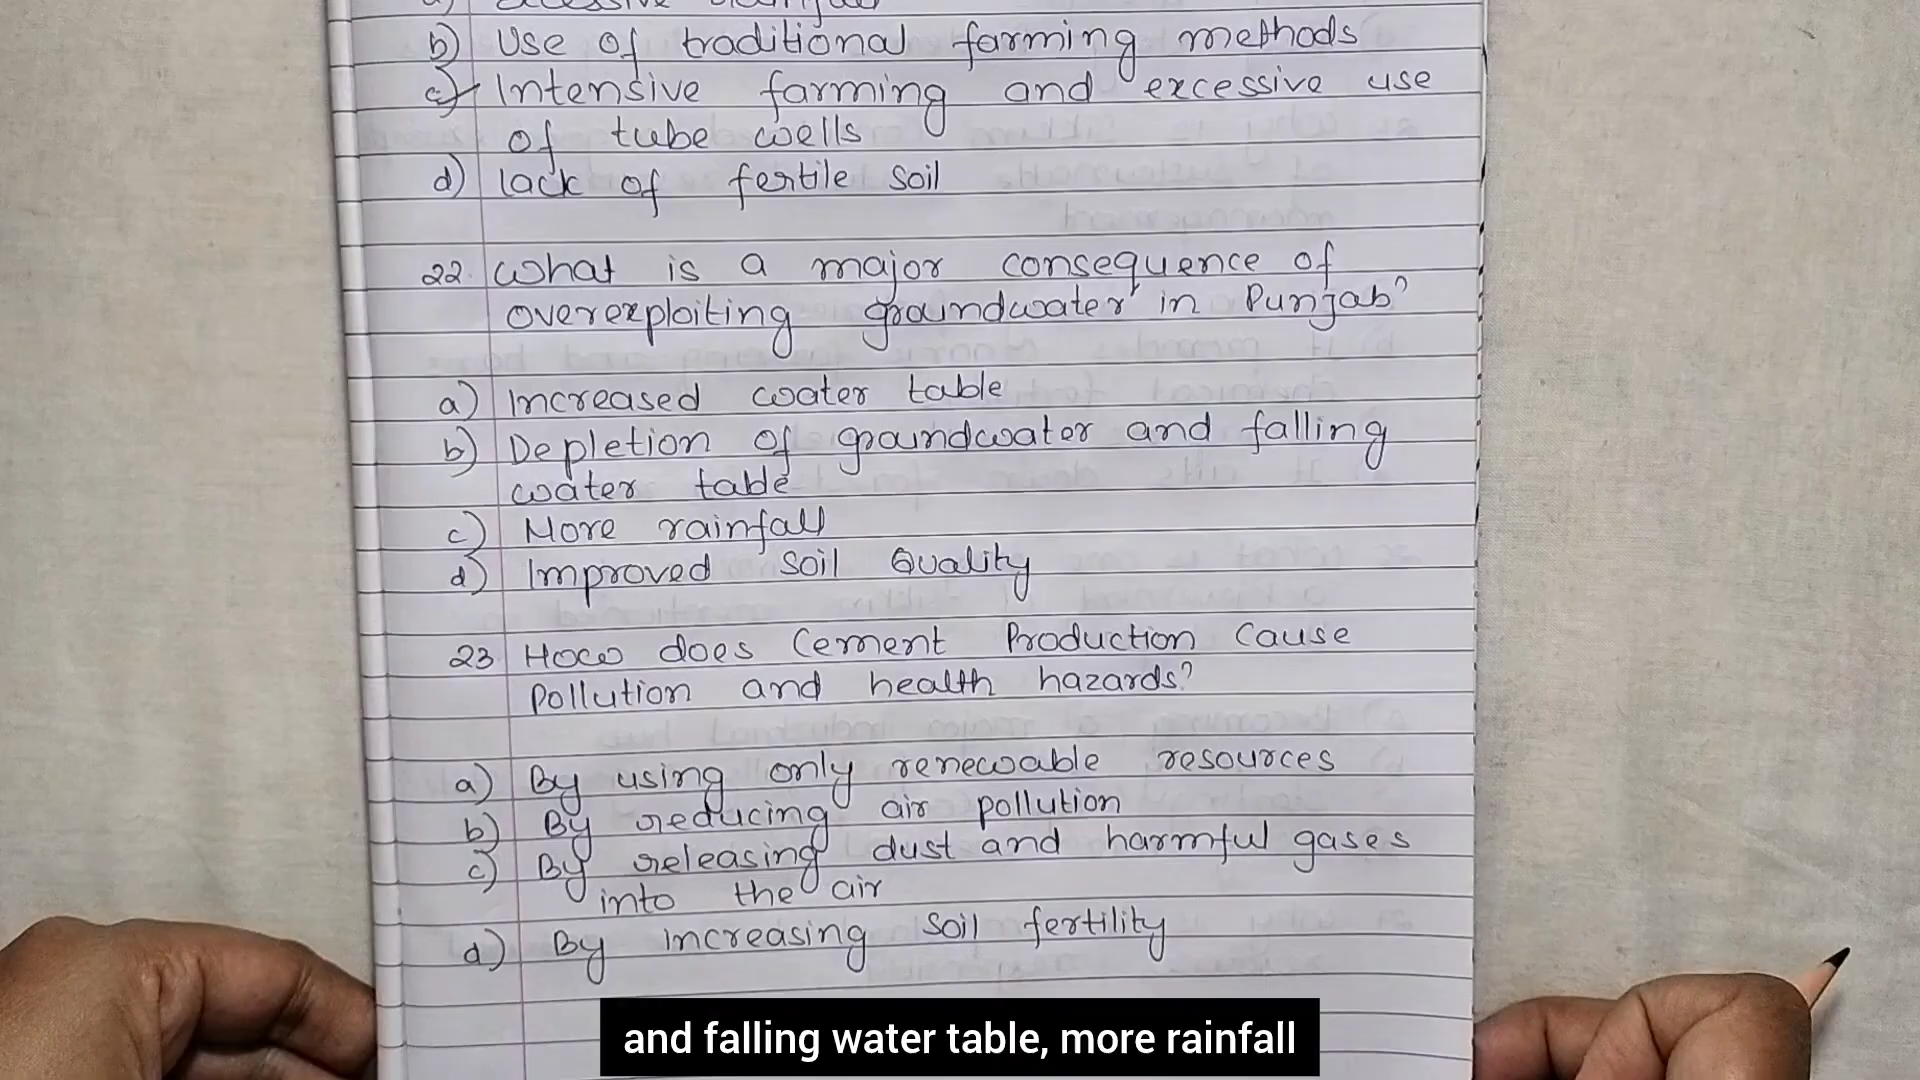 a) Excessive rainfall
b) Use of traditional farming methods
c) Intensive farming and excessive use
of tube wells
d) lack of fertile soil
22. What is a major consequence of
overexploiting groundwater in Punjab?
a) Increased water table
b) Depletion of groundwater and falling
water table
c) More rainfall
d) Improved soil Quality
23 How does Cement Production Cause
Pollution and health hazards?
a) By using only renewable resources
b) By reducing air pollution
c) By releasing dust and harmful gases
into the air
d) By increasing soil fertility
and falling water table, more rainfall